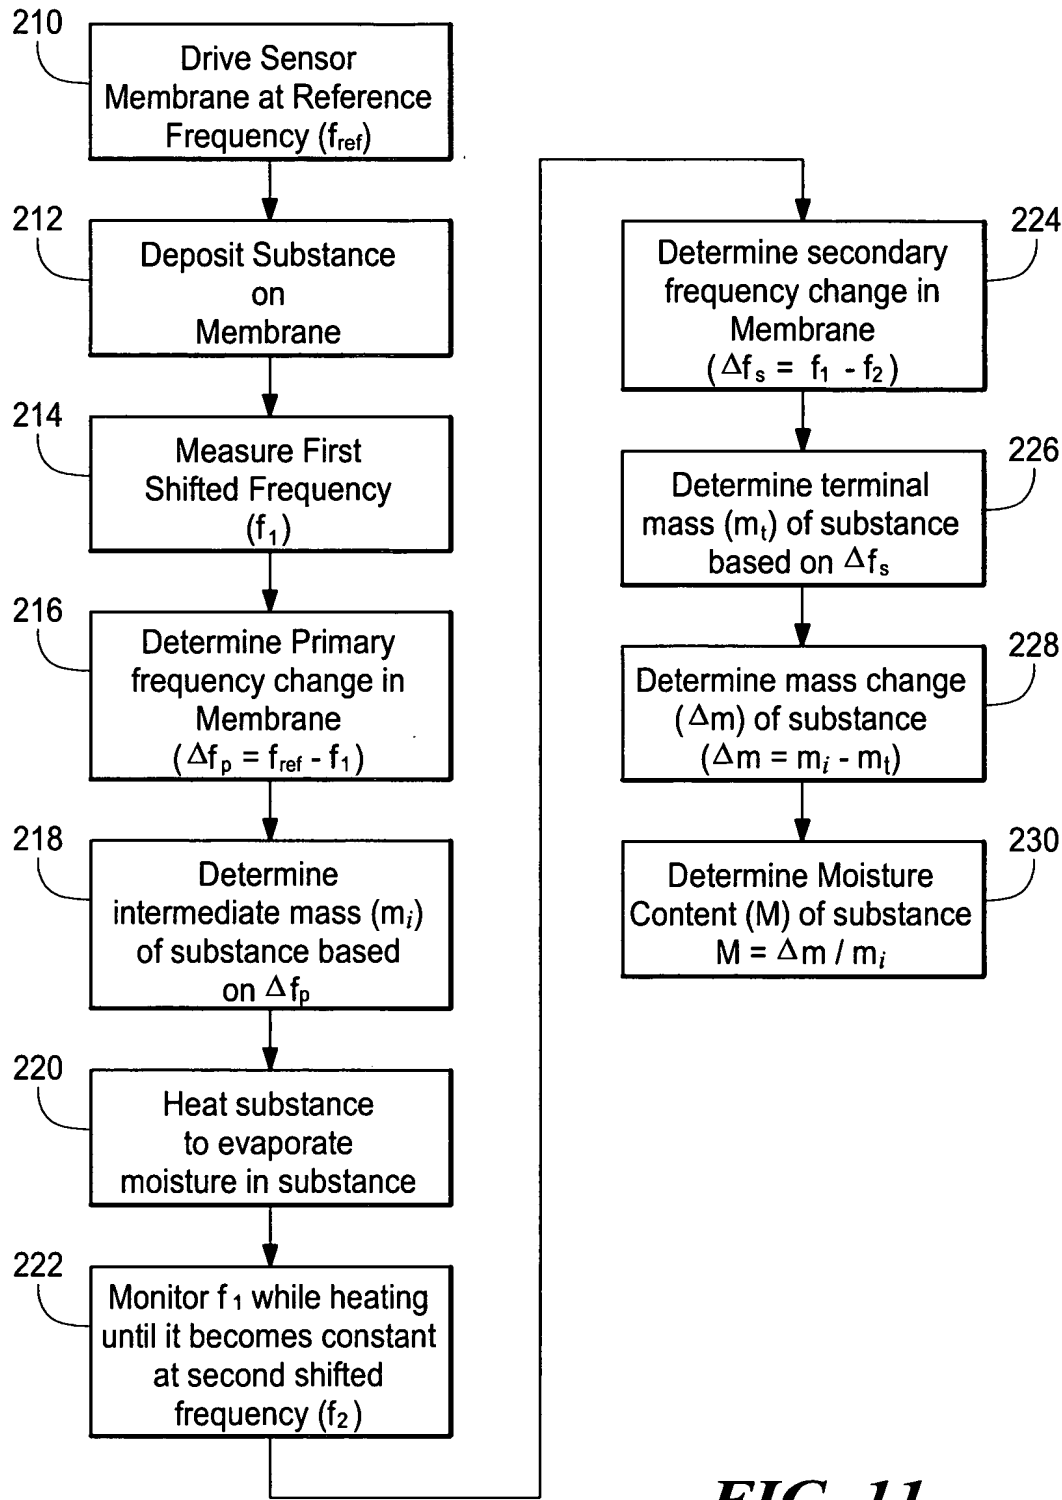 210
Drive Sensor
Membrane at Reference
Frequency (fref)
212
Deposit Substance
on
Membrane
214
Measure First
Shifted Frequency
(f1)
216
Determine Primary
frequency change in
Membrane
(Δfp = fref - f1)
218
Determine
intermediate mass (mi)
of substance based
on Δfp
220
Heat substance
to evaporate
moisture in substance
222
Monitor f1 while heating
until it becomes constant
at second shifted
frequency (f2)
224
Determine secondary
frequency change in
Membrane
(Δfs = f1 - f2)
226
Determine terminal
mass (mt) of substance
based on Δfs
228
Determine mass change
(Δm) of substance
(Δm = mi - mt)
230
Determine Moisture
Content (M) of substance
M = Δm / mi
FIG. 11